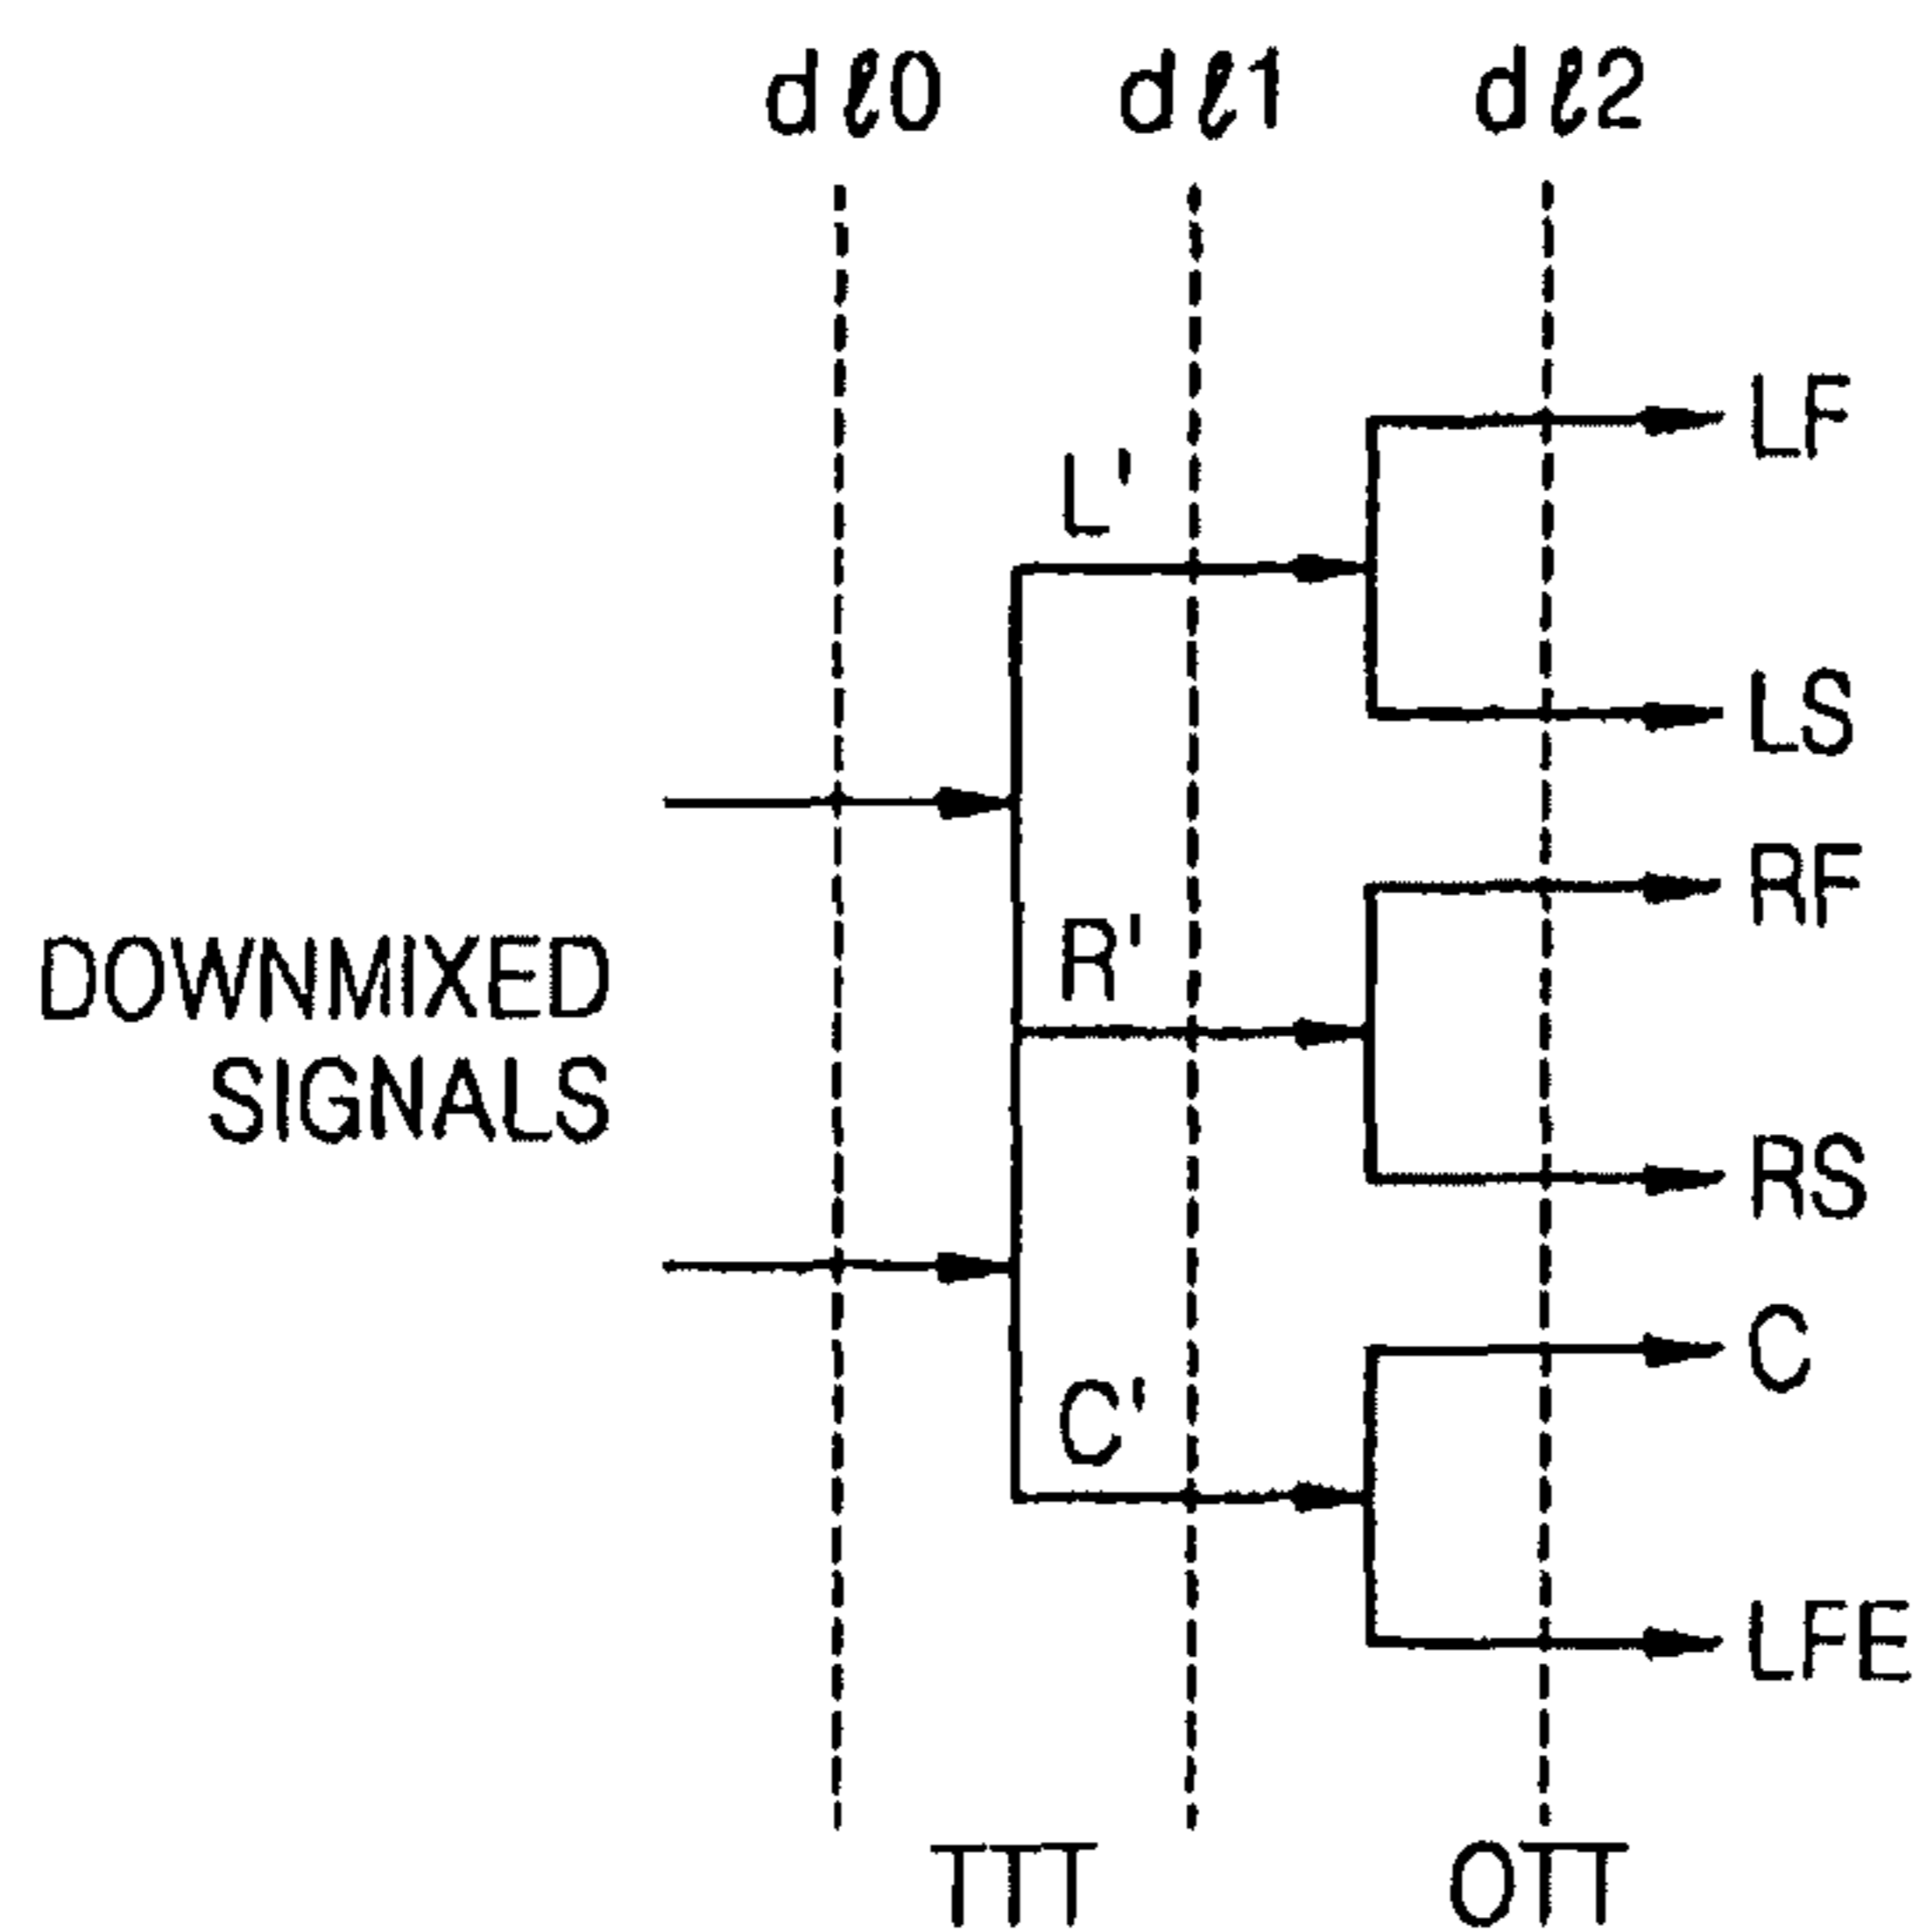 dℓ0 dℓ1 dℓ2
LF
L'
LS
RF
R'
DOWNMIXED
SIGNALS
RS
C
C'
LFE
TTT OTT